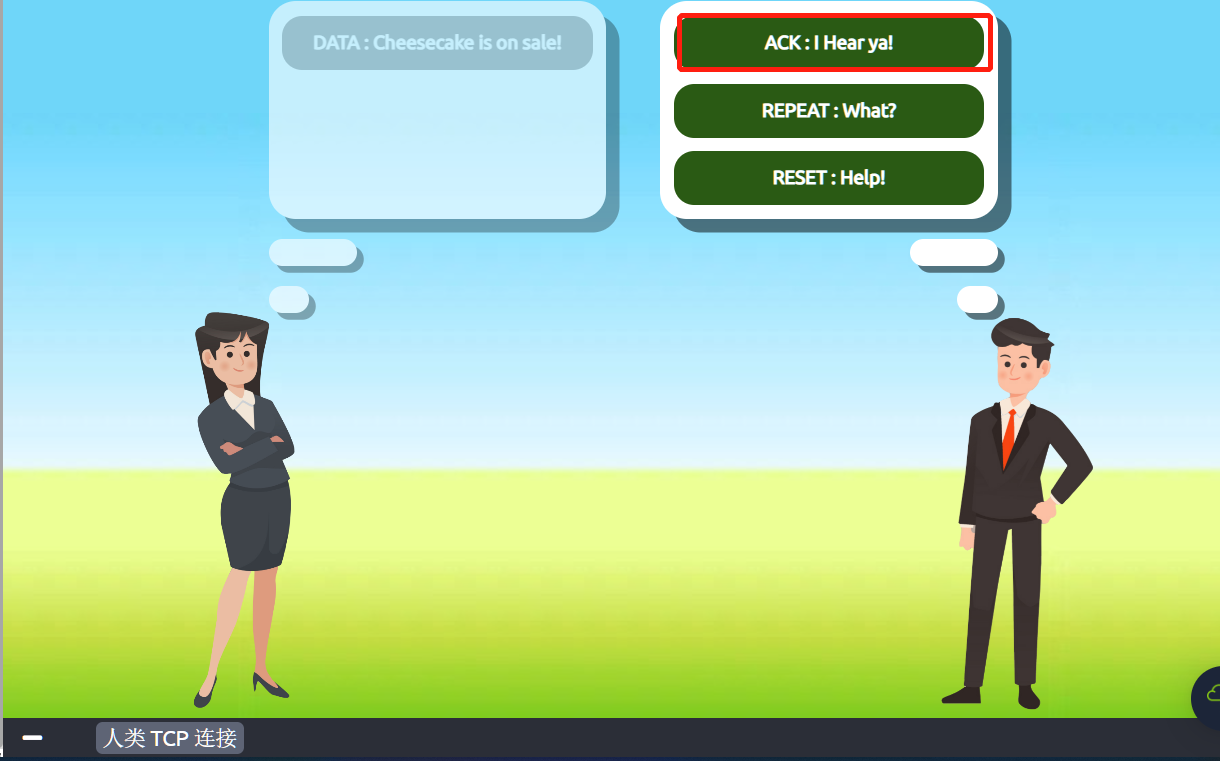 DATA : Cheesecake is on sale!
ACK : I Hear ya!
REPEAT : What?
RESET : Help!
人类 TCP 连接